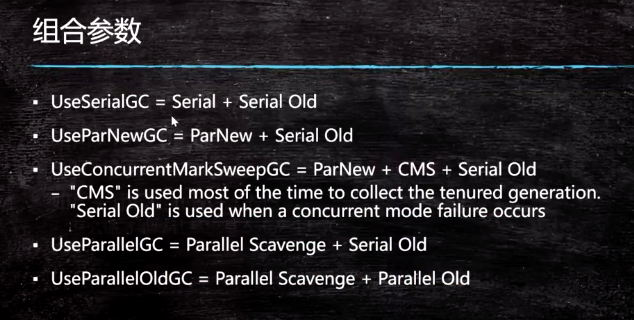 组合参数
▪ UseSerialGC = Serial + Serial Old
▪ UseParNewGC = ParNew + Serial Old
▪ UseConcurrentMarkSweepGC = ParNew + CMS + Serial Old
– "CMS" is used most of the time to collect the tenured generation.
"Serial Old" is used when a concurrent mode failure occurs
▪ UseParallelGC = Parallel Scavenge + Serial Old
▪ UseParallelOldGC = Parallel Scavenge + Parallel Old